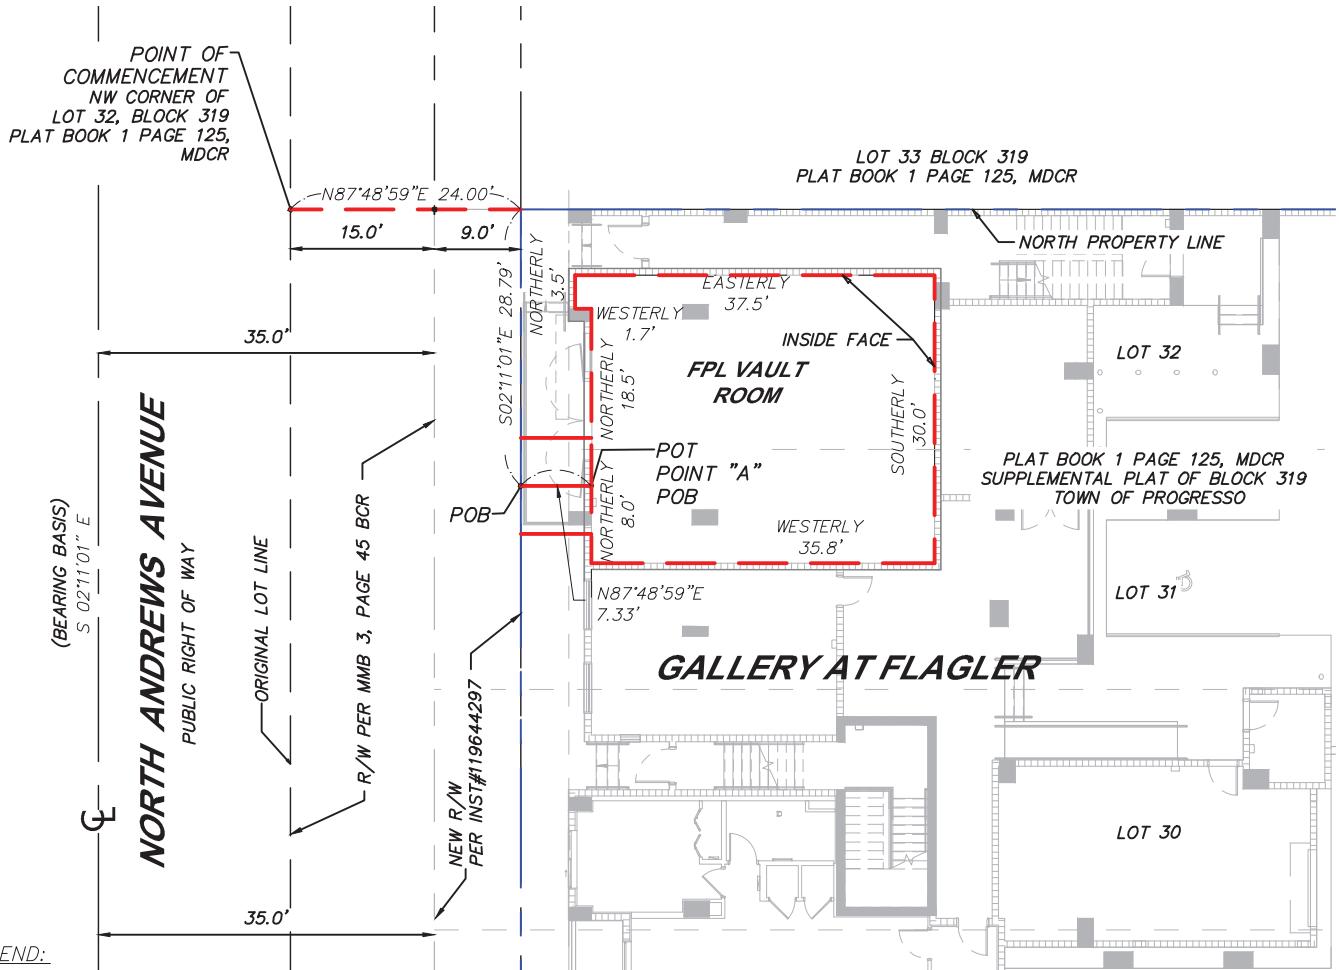 POINT OF
COMMENCEMENT
NW CORNER OF
LOT 32, BLOCK 319
PLAT BOOK 1 PAGE 125,
MDCR
LOT 33 BLOCK 319
PLAT BOOK 1 PAGE 125, MDCR
N87°48'59"E 24.00'
15.0'
9.0'
NORTH PROPERTY LINE
S02°11'01"E 28.79'
NORTHERLY
3.5'
EASTERLY
37.5'
WESTERLY
1.7'
INSIDE FACE
35.0'
LOT 32
FPL VAULT
ROOM
NORTHERLY
18.5'
SOUTHERLY
30.0'
POT
POINT "A"
POB
PLAT BOOK 1 PAGE 125, MDCR
SUPPLEMENTAL PLAT OF BLOCK 319
TOWN OF PROGRESSO
POB
NORTHERLY
8.0'
WESTERLY
35.8'
N87°48'59"E
7.33'
LOT 31
(BEARING BASIS)
S 02°11'01" E
NORTH ANDREWS AVENUE
PUBLIC RIGHT OF WAY
ORIGINAL LOT LINE
R/W PER MMB 3, PAGE 45 BCR
NEW R/W
PER INST#119644297
GALLERY AT FLAGLER
CL
LOT 30
35.0'
END: